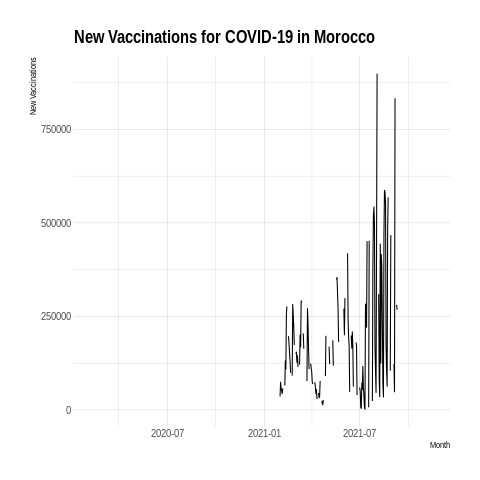 New Vaccinations for COVID-19 in Morocco
New Vaccinations
750000
500000
250000
0
2020-07 2021-01 2021-07
Month